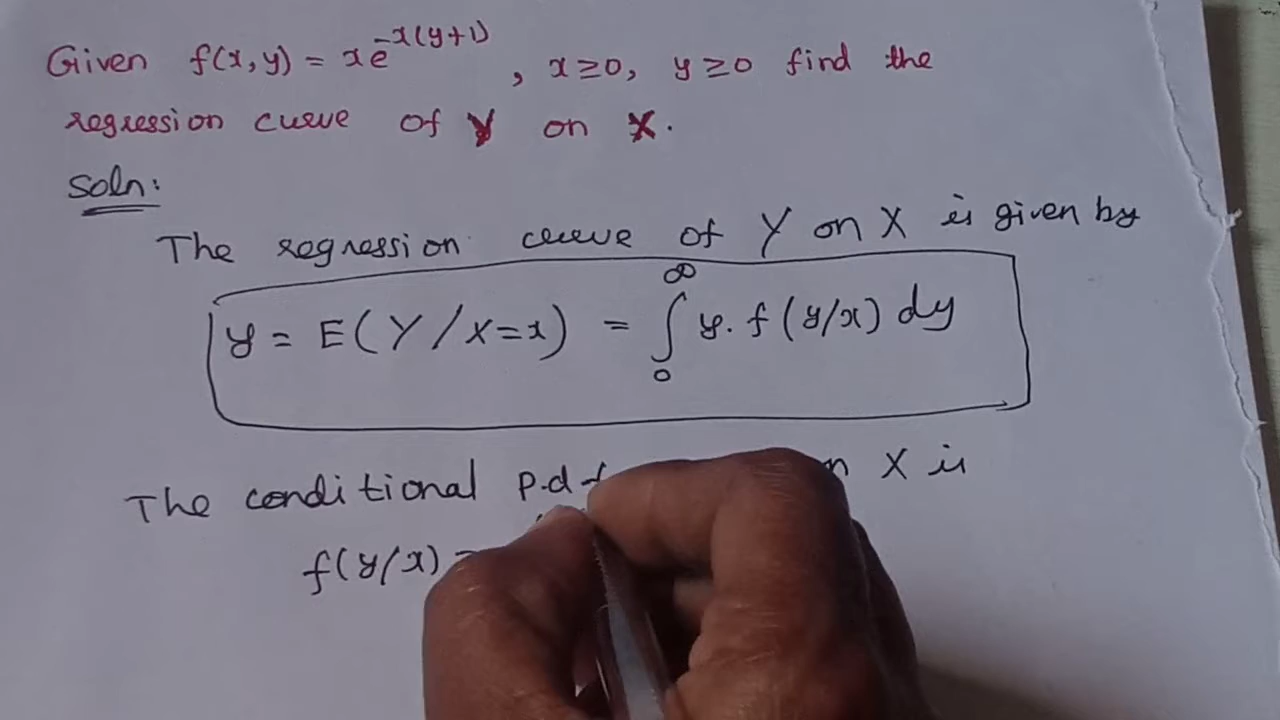 Given f(x,y) = xe^-x(y+1), x≥0, y≥0 find the
regression curve of Y on X.
Soln:
The regression curve of Y on X is given by
y = E(Y/X=x) = ∫₀^∞ y. f(y/x) dy
The conditional p.d.f X is
f(y/x) =